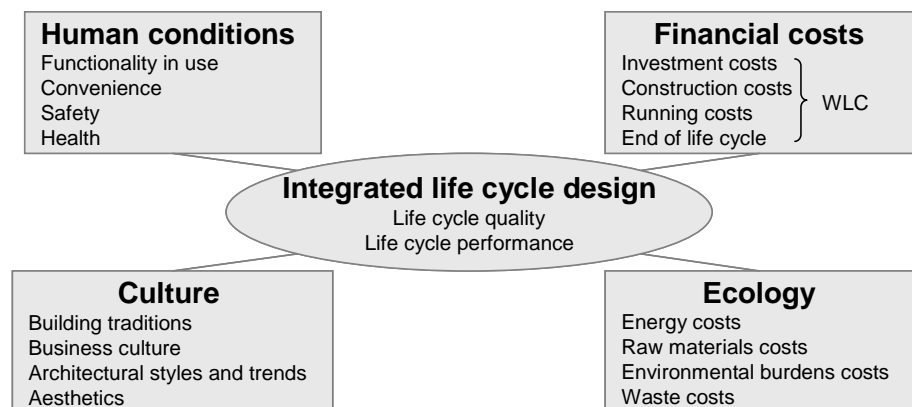 Human conditions
Functionality in use
Convenience
Safety
Health
Financial costs
Investment costs
Construction costs
Running costs
End of life cycle
WLC
Integrated life cycle design
Life cycle quality
Life cycle performance
Culture
Building traditions
Business culture
Architectural styles and trends
Aesthetics
Ecology
Energy costs
Raw materials costs
Environmental burdens costs
Waste costs